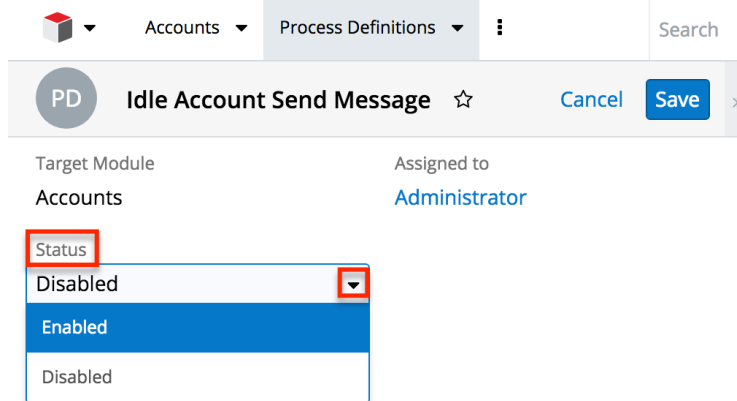 Accounts Process Definitions Search
PD Idle Account Send Message Cancel Save
Target Module Assigned to
Accounts Administrator
Status
Disabled
Enabled
Disabled